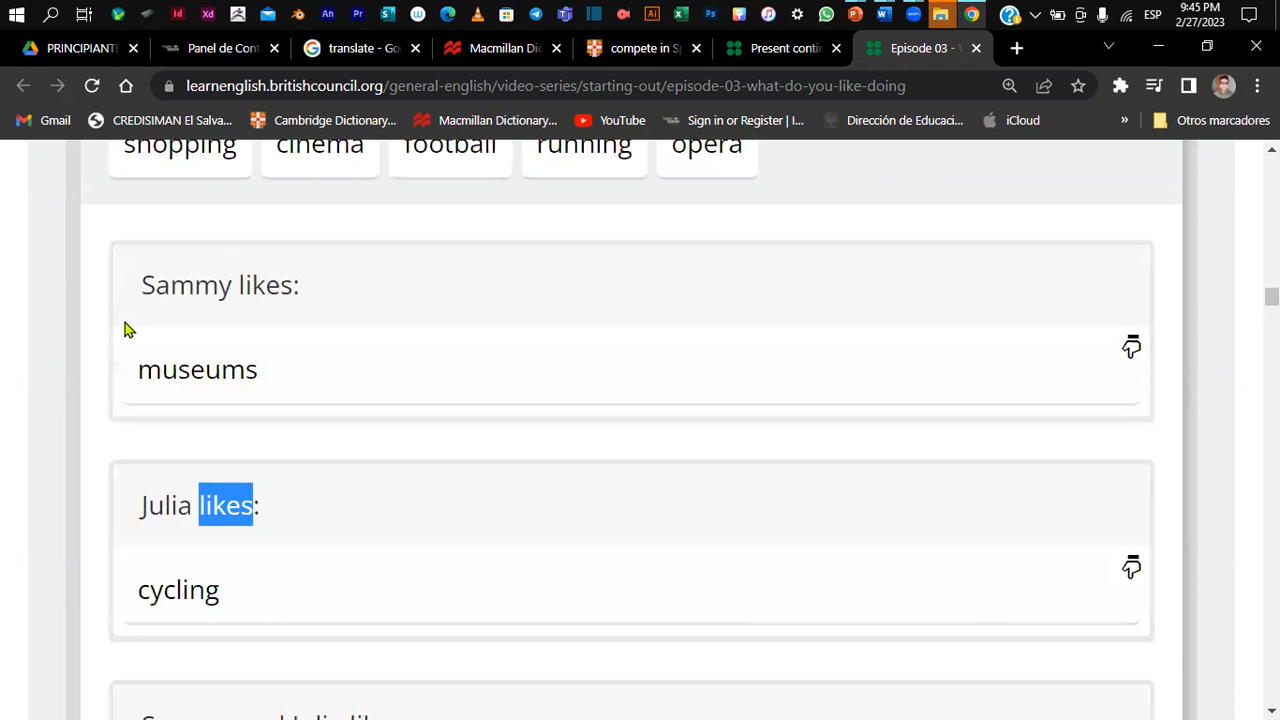 9:45 PM
ESP
2/27/2023
PRINCIPIANTE
Panel de Cont
translate - Goo
Macmillan Dic
compete in Sp
Present contin
Episode 03 -
learnenglish.britishcouncil.org/general-english/video-series/starting-out/episode-03-what-do-you-like-doing
Gmail
CREDISIMAN El Salva...
Cambridge Dictionary...
Macmillan Dictionary...
YouTube
Sign in or Register | I...
Dirección de Educaci...
iCloud
»
Otros marcadores
shopping
cinema
football
running
opera
Sammy likes:
museums
Julia likes:
cycling